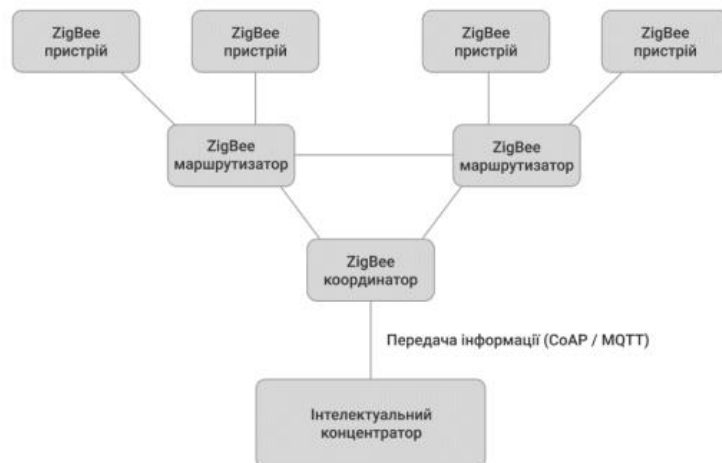 ZigBee
пристрій
ZigBee
пристрій
ZigBee
пристрій
ZigBee
пристрій
ZigBee
маршрутизатор
ZigBee
маршрутизатор
ZigBee
координатор
Передача інформації (CoAP / MQTT)
Інтелектуальний
концентратор